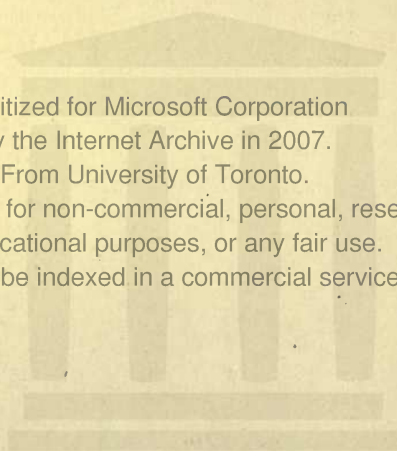 itized for Microsoft Corporation
y the Internet Archive in 2007.
From University of Toronto.
for non-commercial, personal, rese
cational purposes, or any fair use.
be indexed in a commercial service